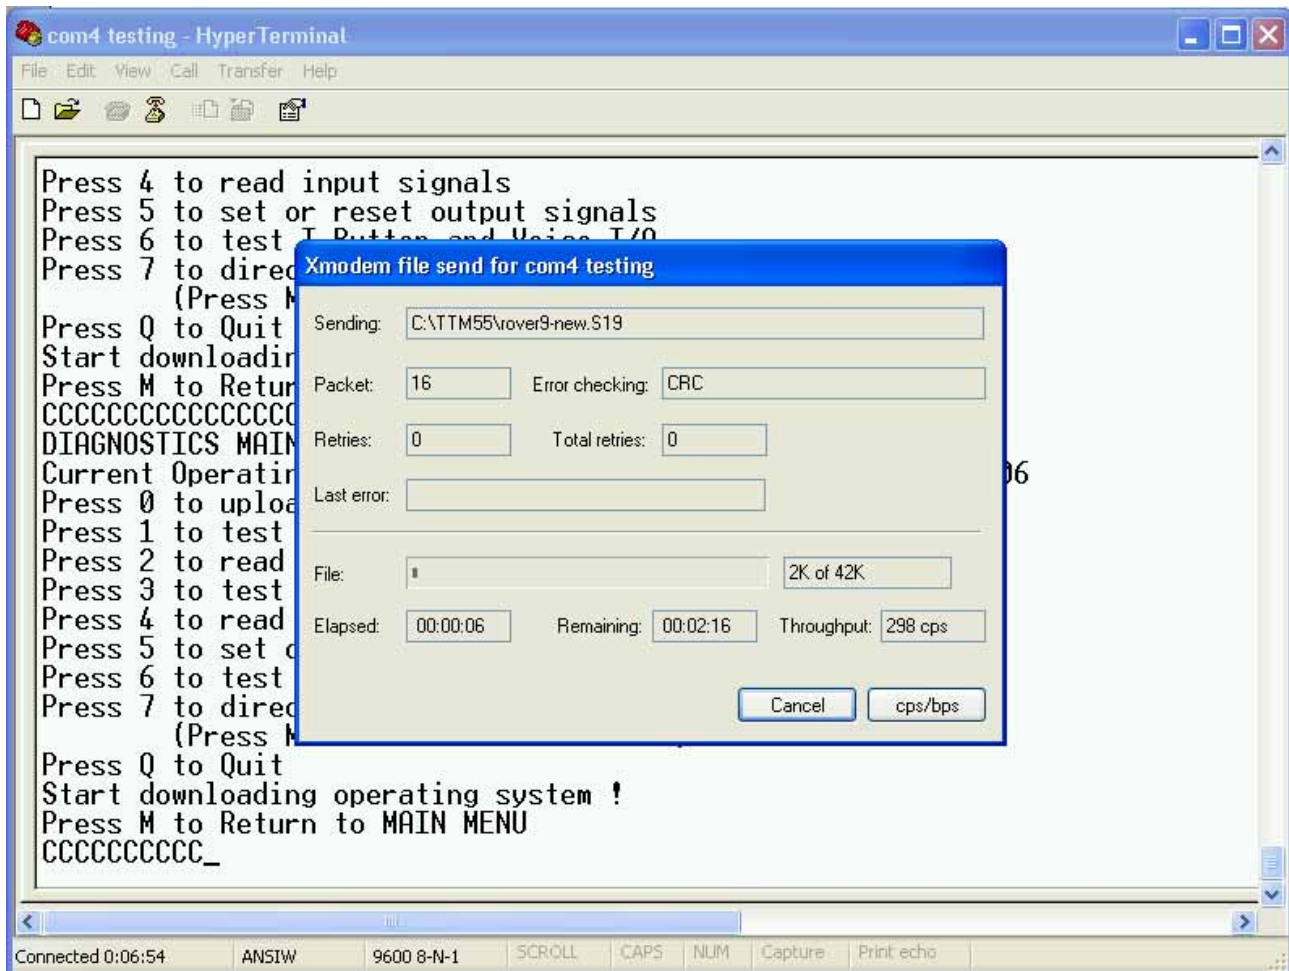 com4 testing - HyperTerminal
File Edit View Call Transfer Help
Press 4 to read input signals
Press 5 to set or reset output signals
Press 6 to test I Button and Voice I/O
Press 7 to direc
(Press M
Press Q to Quit
Start downloadin
Press M to Retur
CCCCCCCCCCCCCCCC
DIAGNOSTICS MAIN
Current Operatin
06
Press 0 to uploa
Press 1 to test
Press 2 to read
Press 3 to test
Press 4 to read
Press 5 to set o
Press 6 to test
Press 7 to direc
(Press M
Press Q to Quit
Start downloading operating system !
Press M to Return to MAIN MENU
CCCCCCCCCC_
Xmodem file send for com4 testing
Sending: C:\TTM55\rover9-new.S19
Packet: 16 Error checking: CRC
Retries: 0 Total retries: 0
Last error:
File: 2K of 42K
Elapsed: 00:00:06 Remaining: 00:02:16 Throughput: 298 cps
Cancel cps/bps
Connected 0:06:54 ANSIW 9600 8-N-1 SCROLL CAPS NUM Capture Print echo